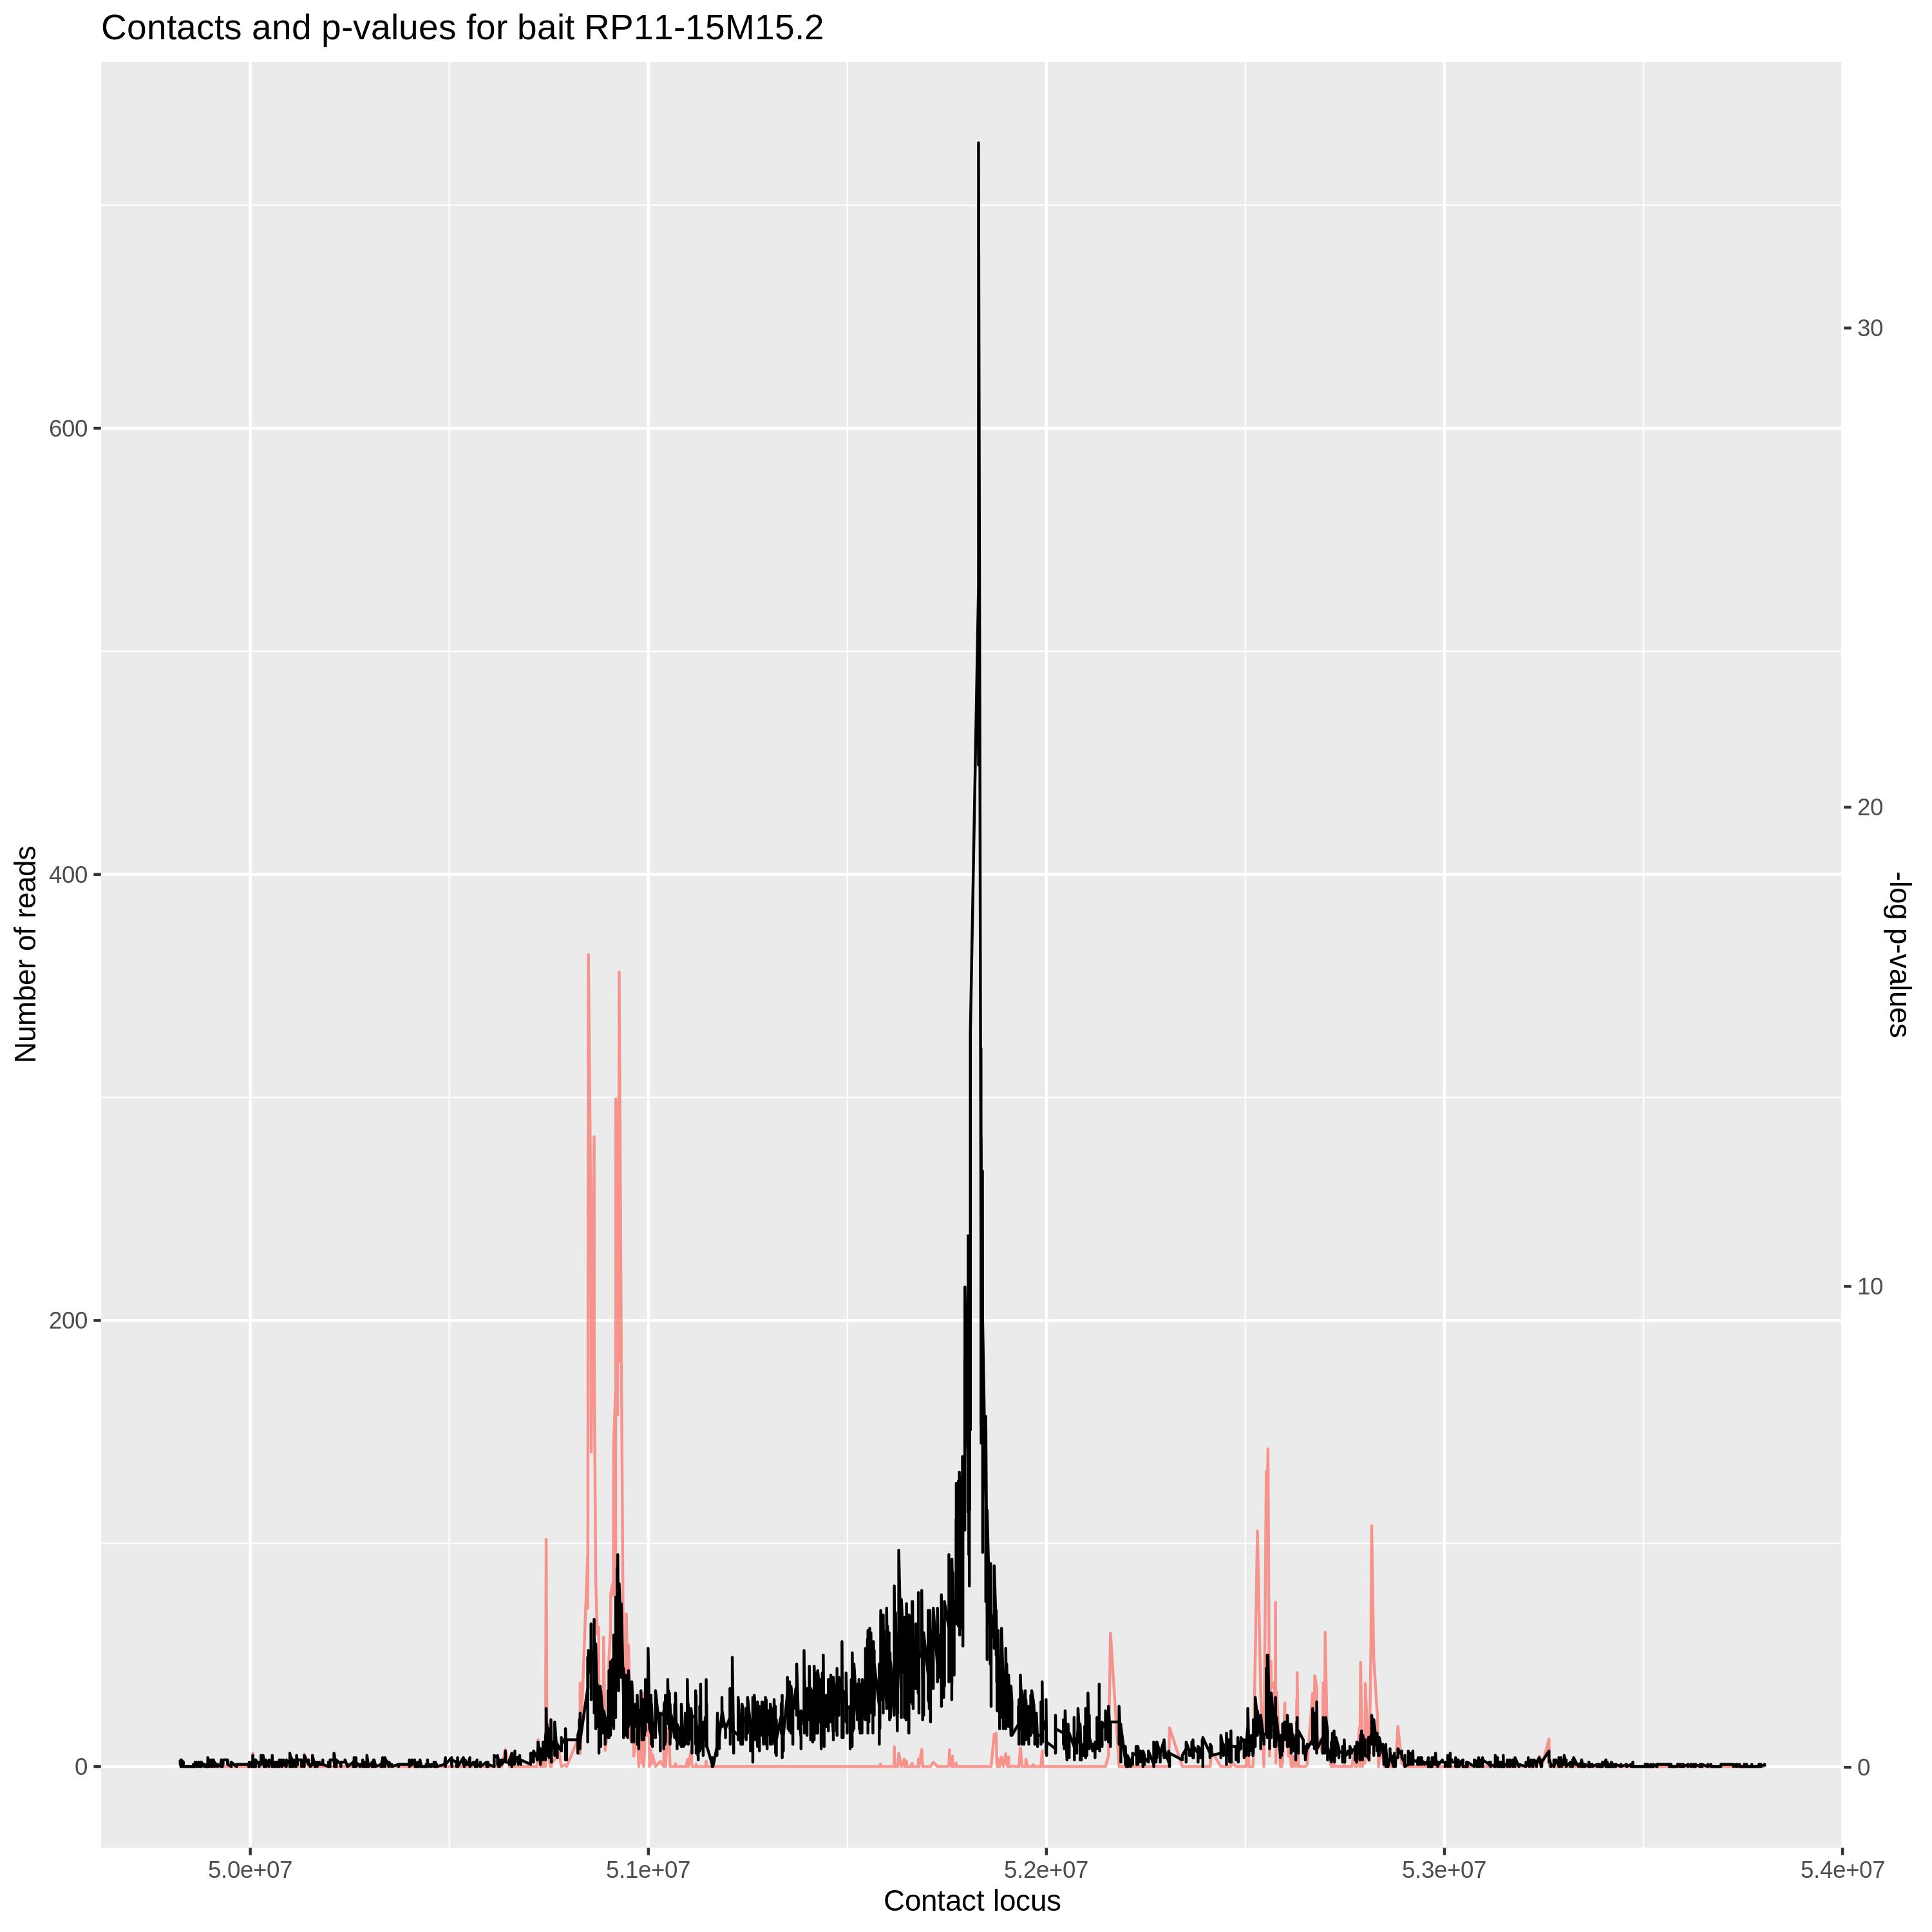 Contacts and p-values for bait RP11-15M15.2
Number of reads
600
400
200
0
-log p-values
30
20
10
0
5.0e+07
5.1e+07
5.2e+07
5.3e+07
5.4e+07
Contact locus